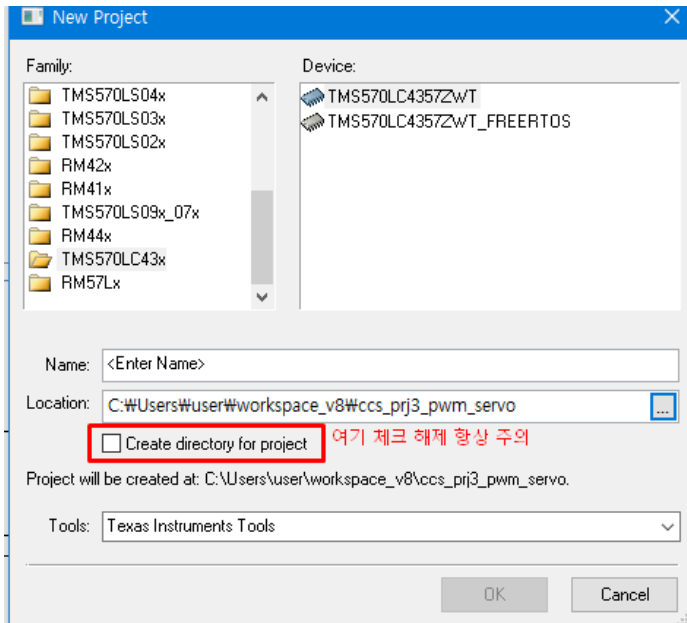 New Project
Family:
Device:
TMS570LS04x
TMS570LS03x
TMS570LS02x
RM42x
RM41x
TMS570LS09x_07x
RM44x
TMS570LC43x
RM57Lx
TMS570LC4357ZWT
TMS570LC4357ZWT_FREERTOS
Name: <Enter Name>
Location: C:₩Users₩user₩workspace_v8₩ccs_prj3_pwm_servo ...
Create directory for project 여기 체크 해제 항상 주의
Project will be created at: C:\Users\user\workspace_v8\ccs_prj3_pwm_servo.
Tools: Texas Instruments Tools
OK Cancel